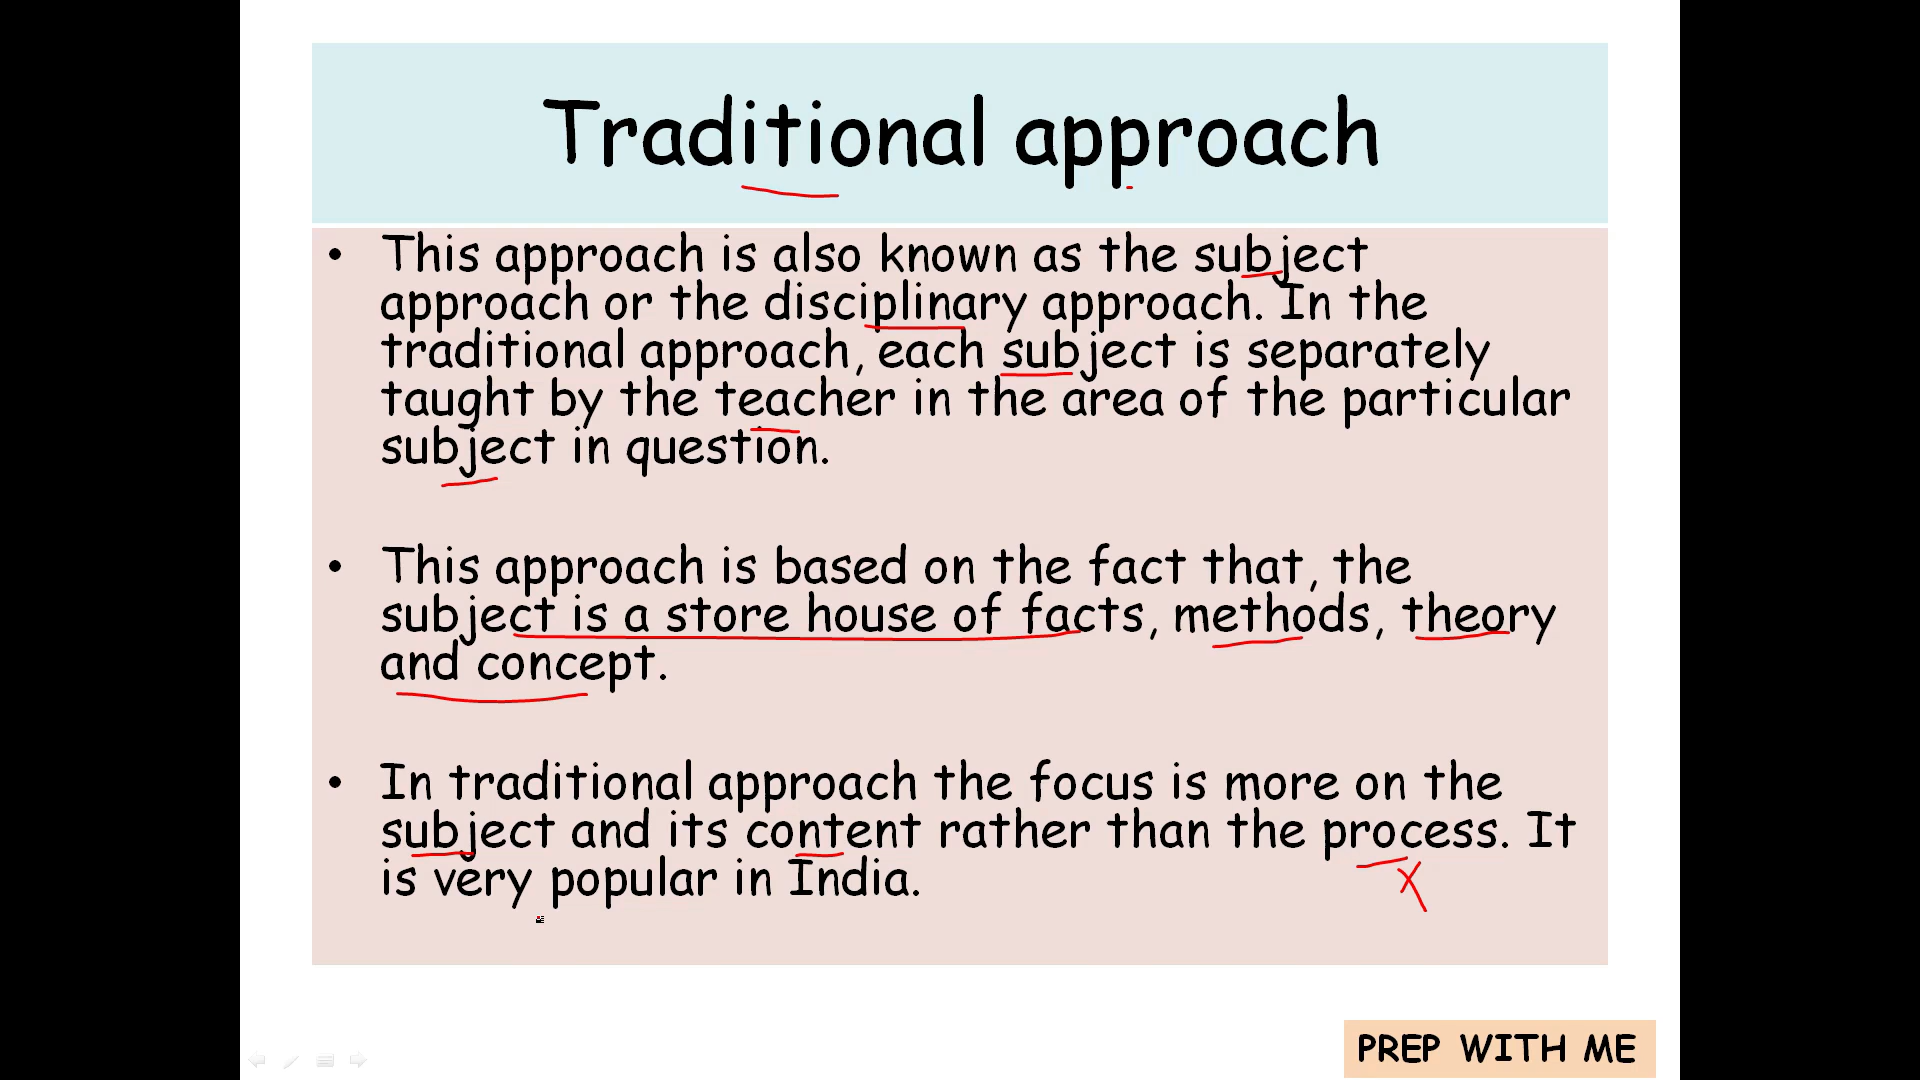 Traditional approach
• This approach is also known as the subject
approach or the disciplinary approach. In the
traditional approach, each subject is separately
taught by the teacher in the area of the particular
subject in question.
• This approach is based on the fact that, the
subject is a store house of facts, methods, theory
and concept.
• In traditional approach the focus is more on the
subject and its content rather than the process. It
is very popular in India.
X
PREP WITH ME